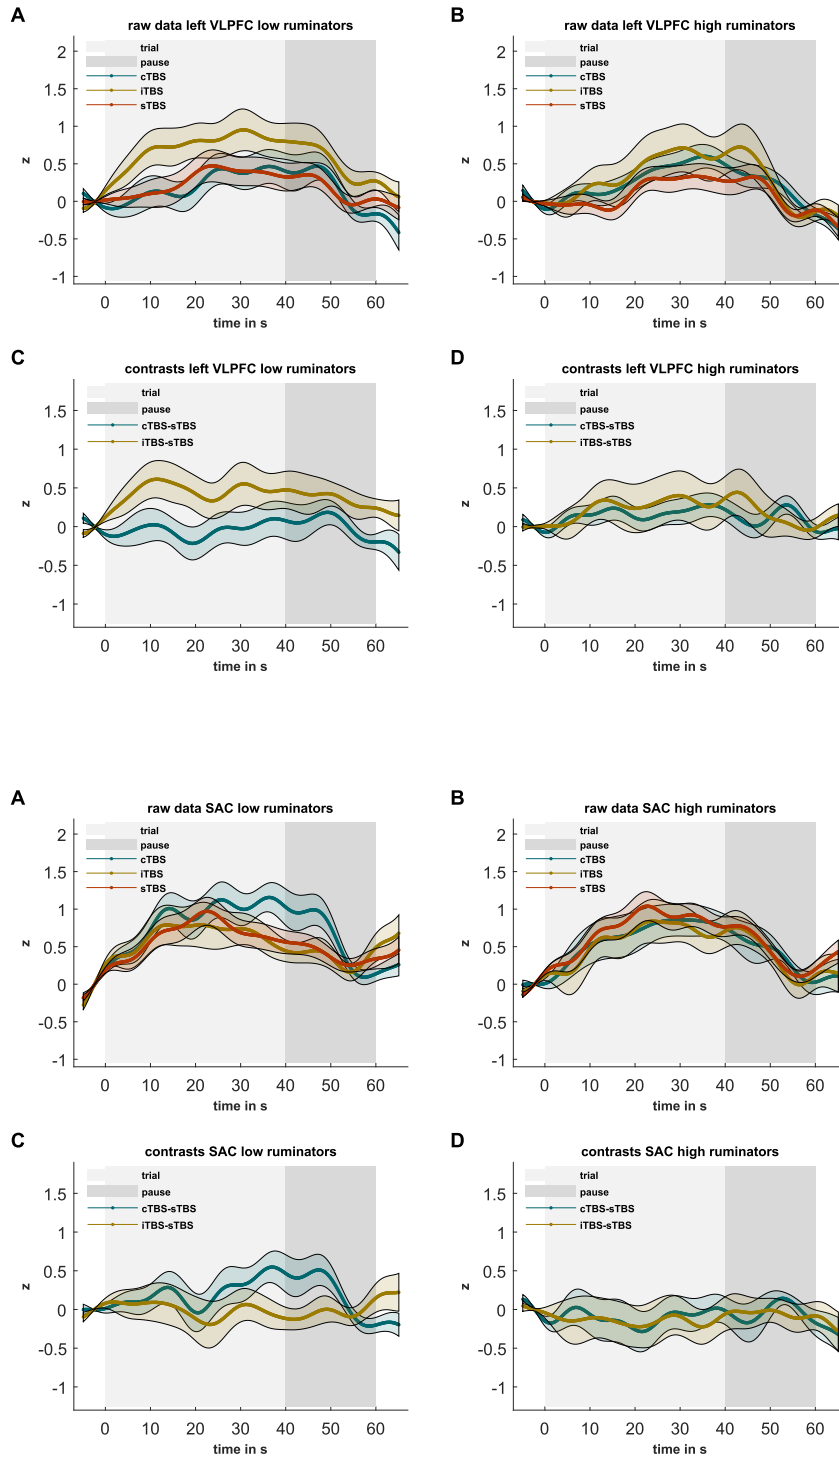 A
raw data left VLPFC low ruminators
trial
pause
cTBS
iTBS
sTBS
2
1.5
1
0.5
0
-0.5
-1
z
0 10 20 30 40 50 60
time in s
B
raw data left VLPFC high ruminators
trial
pause
cTBS
iTBS
sTBS
2
1.5
1
0.5
0
-0.5
-1
z
0 10 20 30 40 50 60
time in s
C
contrasts left VLPFC low ruminators
trial
pause
cTBS-sTBS
iTBS-sTBS
1.5
1
0.5
0
-0.5
-1
z
0 10 20 30 40 50 60
time in s
D
contrasts left VLPFC high ruminators
trial
pause
cTBS-sTBS
iTBS-sTBS
1.5
1
0.5
0
-0.5
-1
z
0 10 20 30 40 50 60
time in s
A
raw data SAC low ruminators
trial
pause
cTBS
iTBS
sTBS
2
1.5
1
0.5
0
-0.5
-1
z
0 10 20 30 40 50 60
time in s
B
raw data SAC high ruminators
trial
pause
cTBS
iTBS
sTBS
2
1.5
1
0.5
0
-0.5
-1
z
0 10 20 30 40 50 60
time in s
C
contrasts SAC low ruminators
trial
pause
cTBS-sTBS
iTBS-sTBS
1.5
1
0.5
0
-0.5
-1
z
0 10 20 30 40 50 60
time in s
D
contrasts SAC high ruminators
trial
pause
cTBS-sTBS
iTBS-sTBS
1.5
1
0.5
0
-0.5
-1
z
0 10 20 30 40 50 60
time in s